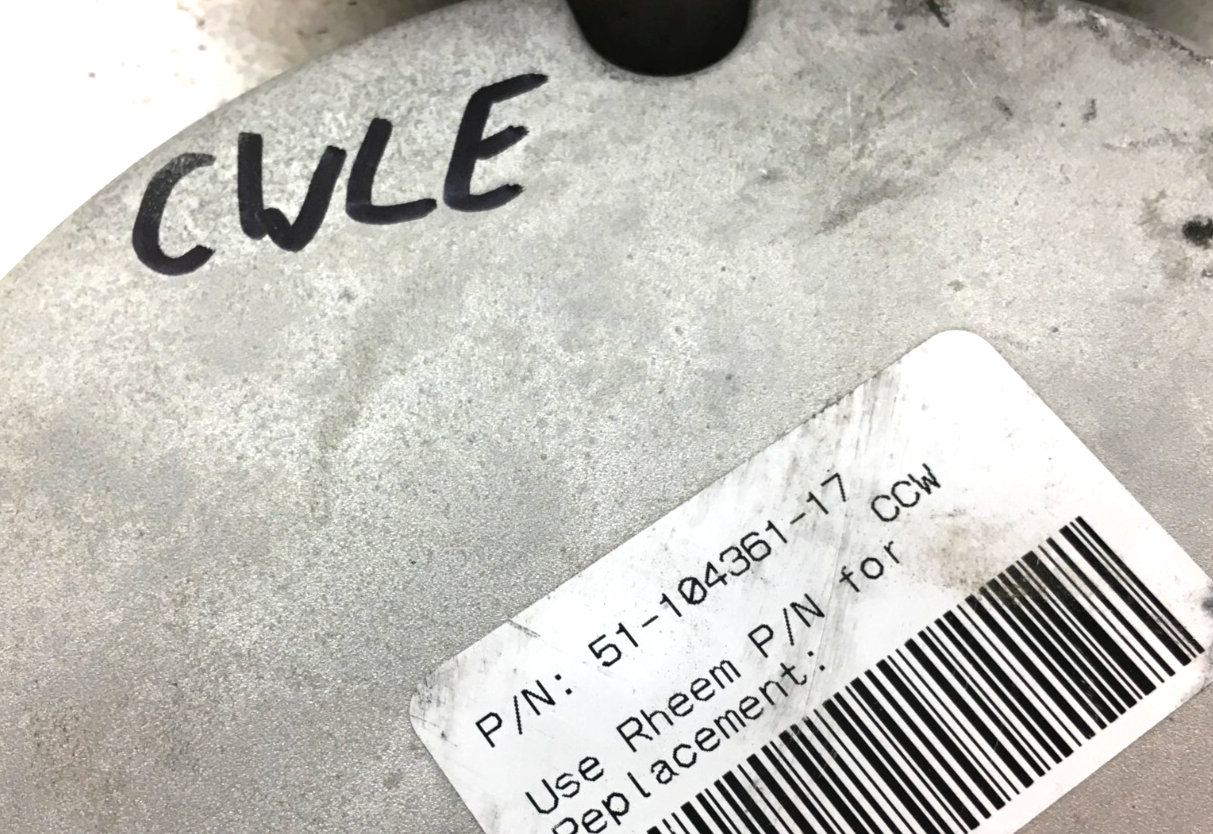 CWLE
P/N: 51-104361-17
CCW
Use Rheem P/N for
Replacement: